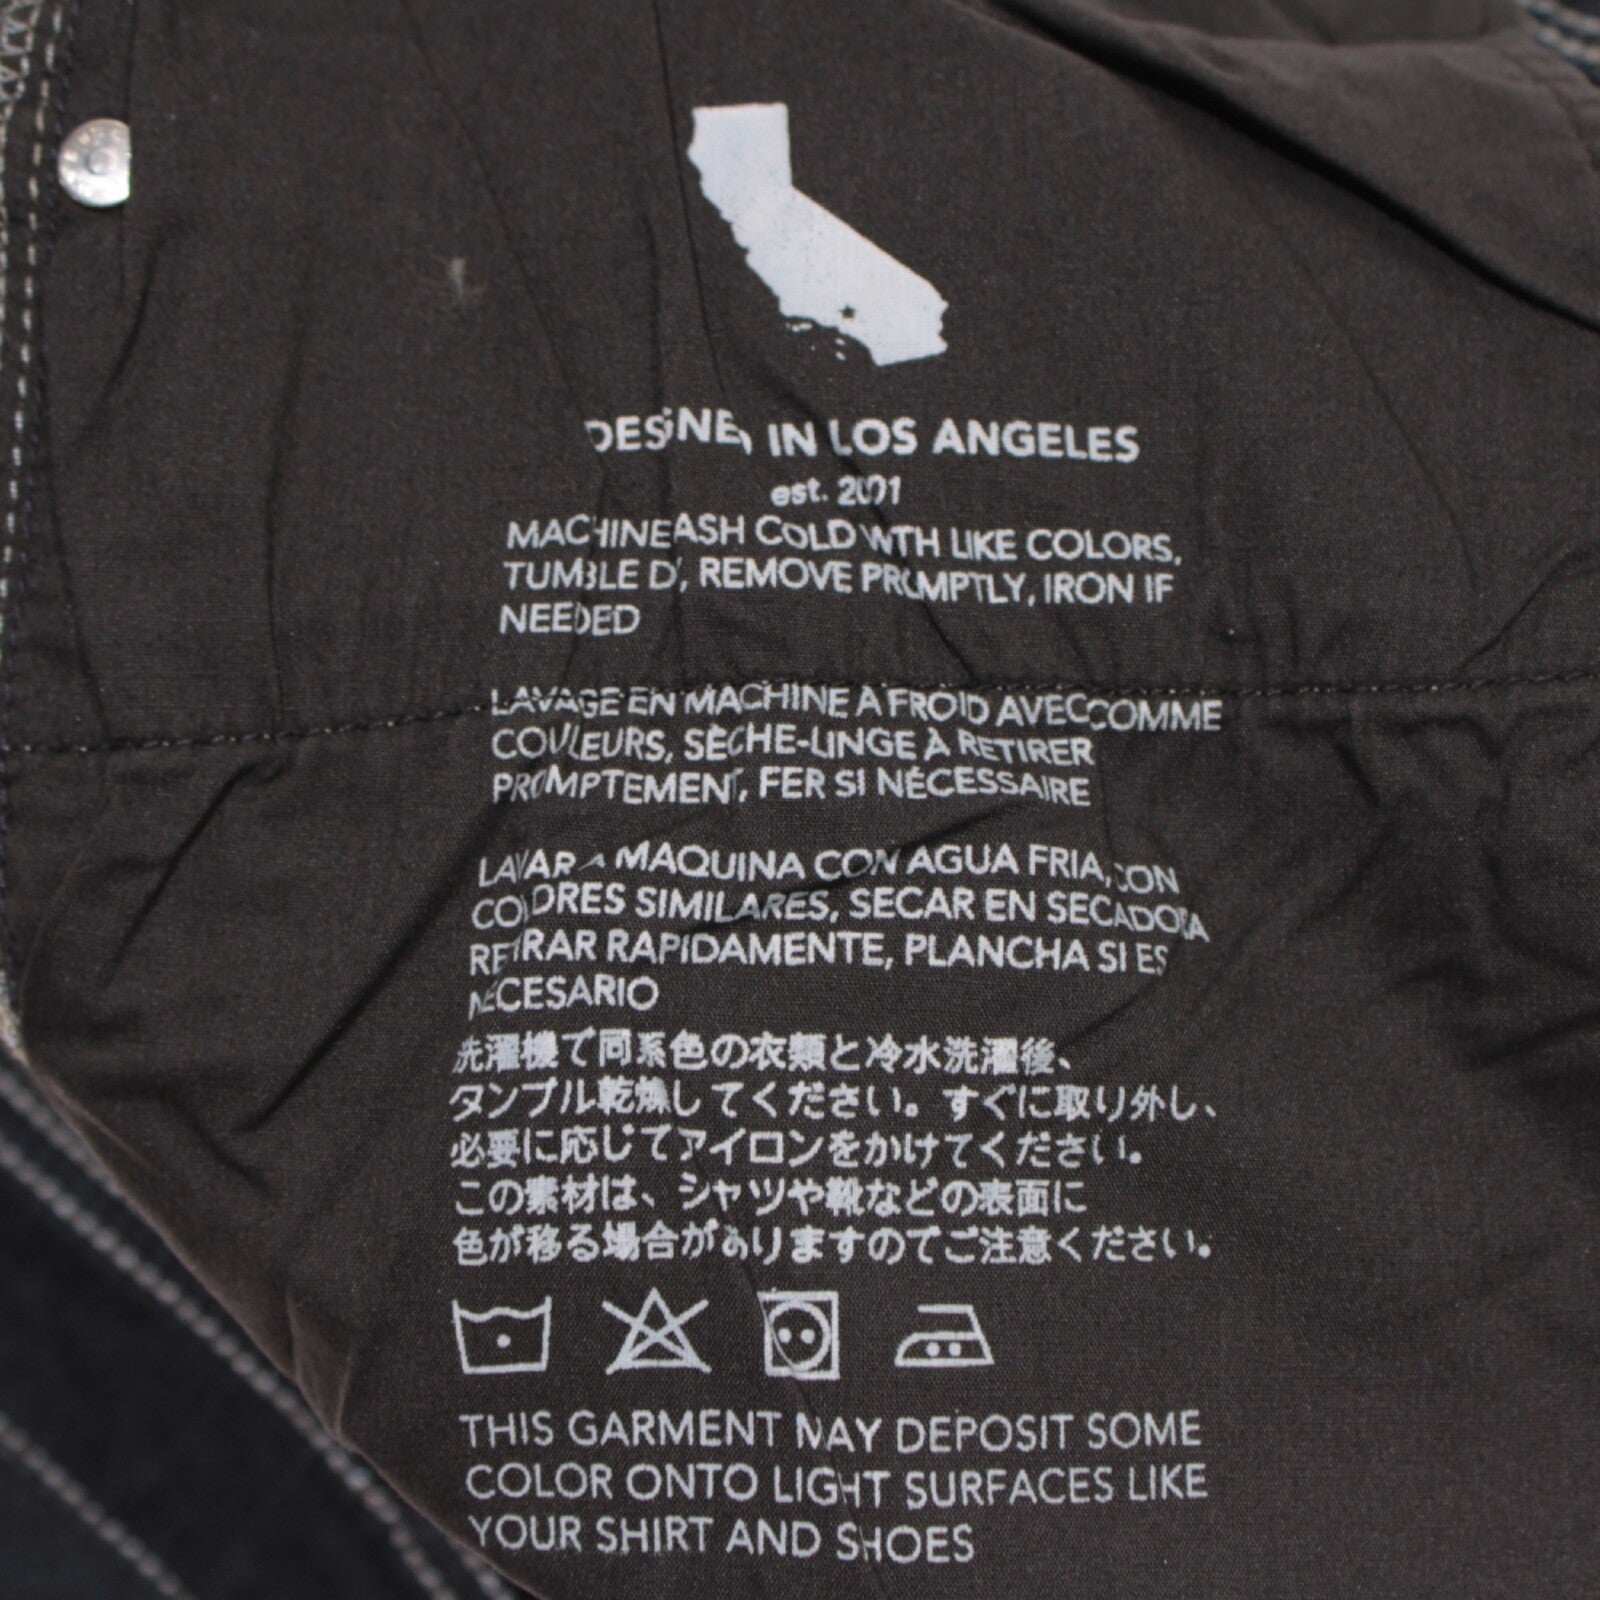 DESIGNED IN LOS ANGELES
est. 2001
MACHINE WASH COLD WITH LIKE COLORS,
TUMBLE DRY, REMOVE PROMPTLY, IRON IF
NEEDED
LAVAGE EN MACHINE À FROID AVEC COMME
COULEURS, SÈCHE-LINGE À RETIRER
PROMPTEMENT, FER SI NÉCESSAIRE
LAVAR A MAQUINA CON AGUA FRIA, CON
COLORES SIMILARES, SECAR EN SECADORA
RETIRAR RAPIDAMENTE, PLANCHA SI ES
NECESARIO
洗濯機で同系色の衣類と冷水洗濯後、
タンブル乾燥してください。すぐに取り外し、
必要に応じてアイロンをかけてください。
この素材は、シャツや靴などの表面に
色が移る場合がありますのでご注意ください。
THIS GARMENT MAY DEPOSIT SOME
COLOR ONTO LIGHT SURFACES LIKE
YOUR SHIRT AND SHOES